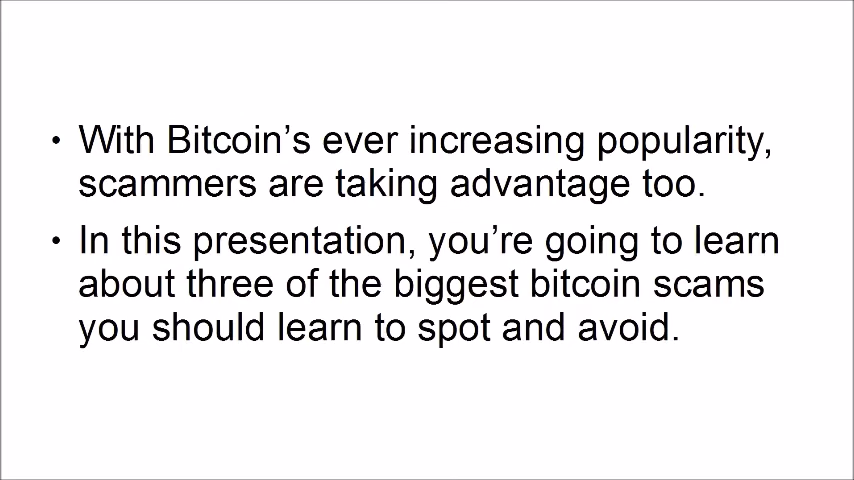 • With Bitcoin’s ever increasing popularity,
scammers are taking advantage too.
• In this presentation, you’re going to learn
about three of the biggest bitcoin scams
you should learn to spot and avoid.